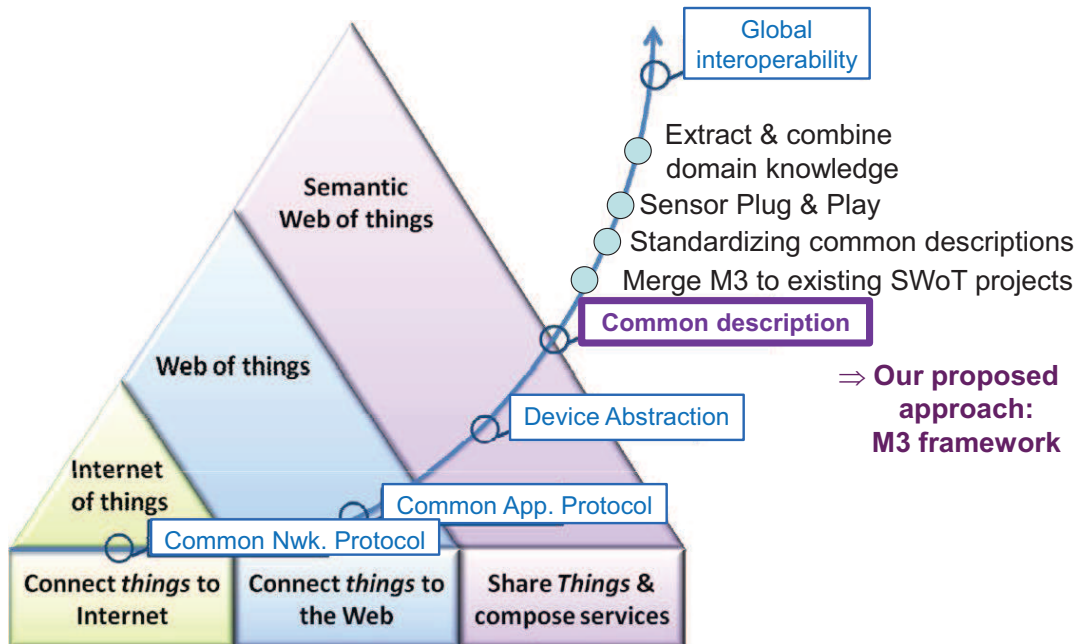 Global
interoperability
Extract & combine
domain knowledge
Semantic
Web of things
Sensor Plug & Play
Standardizing common descriptions
Merge M3 to existing SWoT projects
Common description
Web of things
⇒ Our proposed
approach:
M3 framework
Device Abstraction
Internet
of things
Common App. Protocol
Common Nwk. Protocol
Connect things to
Internet
Connect things to
the Web
Share Things &
compose services